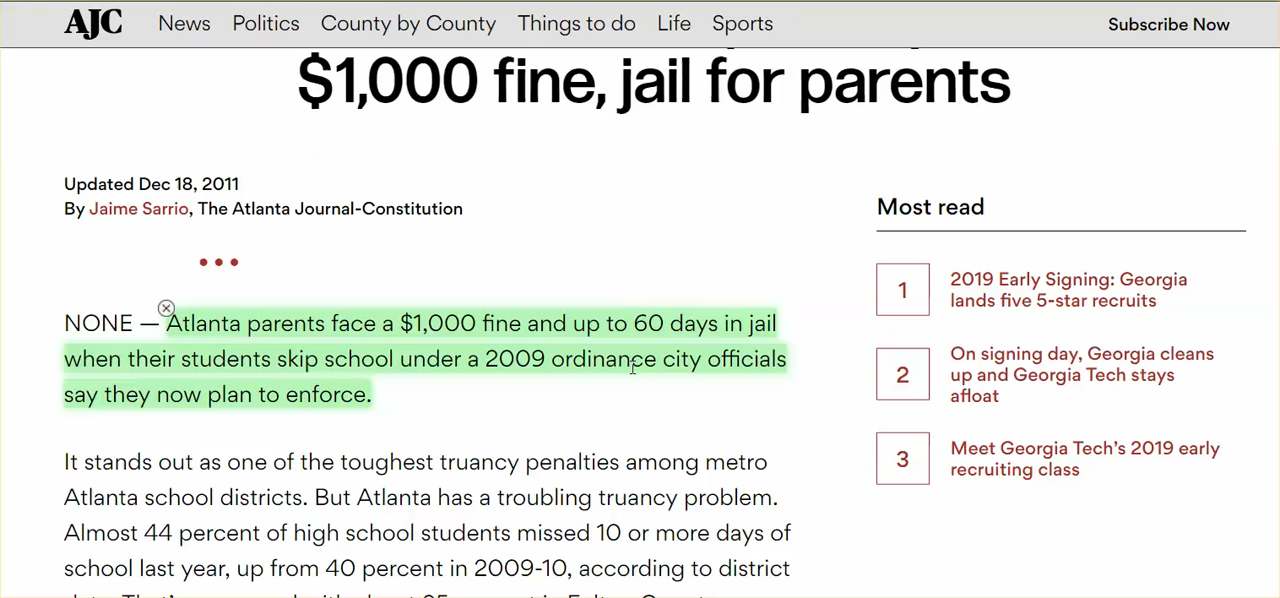 AJC News Politics County by County Things to do Life Sports Subscribe Now
$1,000 fine, jail for parents
Updated Dec 18, 2011
By Jaime Sarrio, The Atlanta Journal-Constitution
NONE — Atlanta parents face a $1,000 fine and up to 60 days in jail
when their students skip school under a 2009 ordinance city officials
say they now plan to enforce.
It stands out as one of the toughest truancy penalties among metro
Atlanta school districts. But Atlanta has a troubling truancy problem.
Almost 44 percent of high school students missed 10 or more days of
school last year, up from 40 percent in 2009-10, according to district
Most read
1 2019 Early Signing: Georgia
lands five 5-star recruits
2 On signing day, Georgia cleans
up and Georgia Tech stays
afloat
3 Meet Georgia Tech's 2019 early
recruiting class